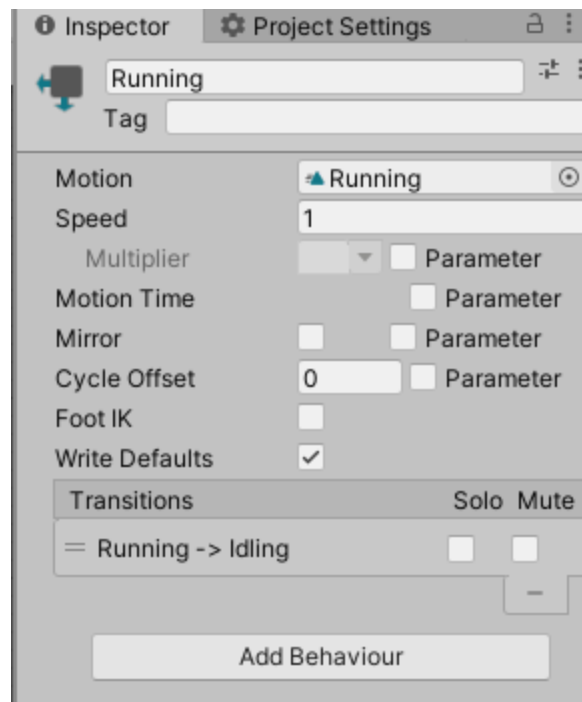 Inspector Project Settings
Running
Tag
Motion Running
Speed 1
Multiplier Parameter
Motion Time Parameter
Mirror Parameter
Cycle Offset 0 Parameter
Foot IK
Write Defaults
Transitions Solo Mute
Running -> Idling
Add Behaviour